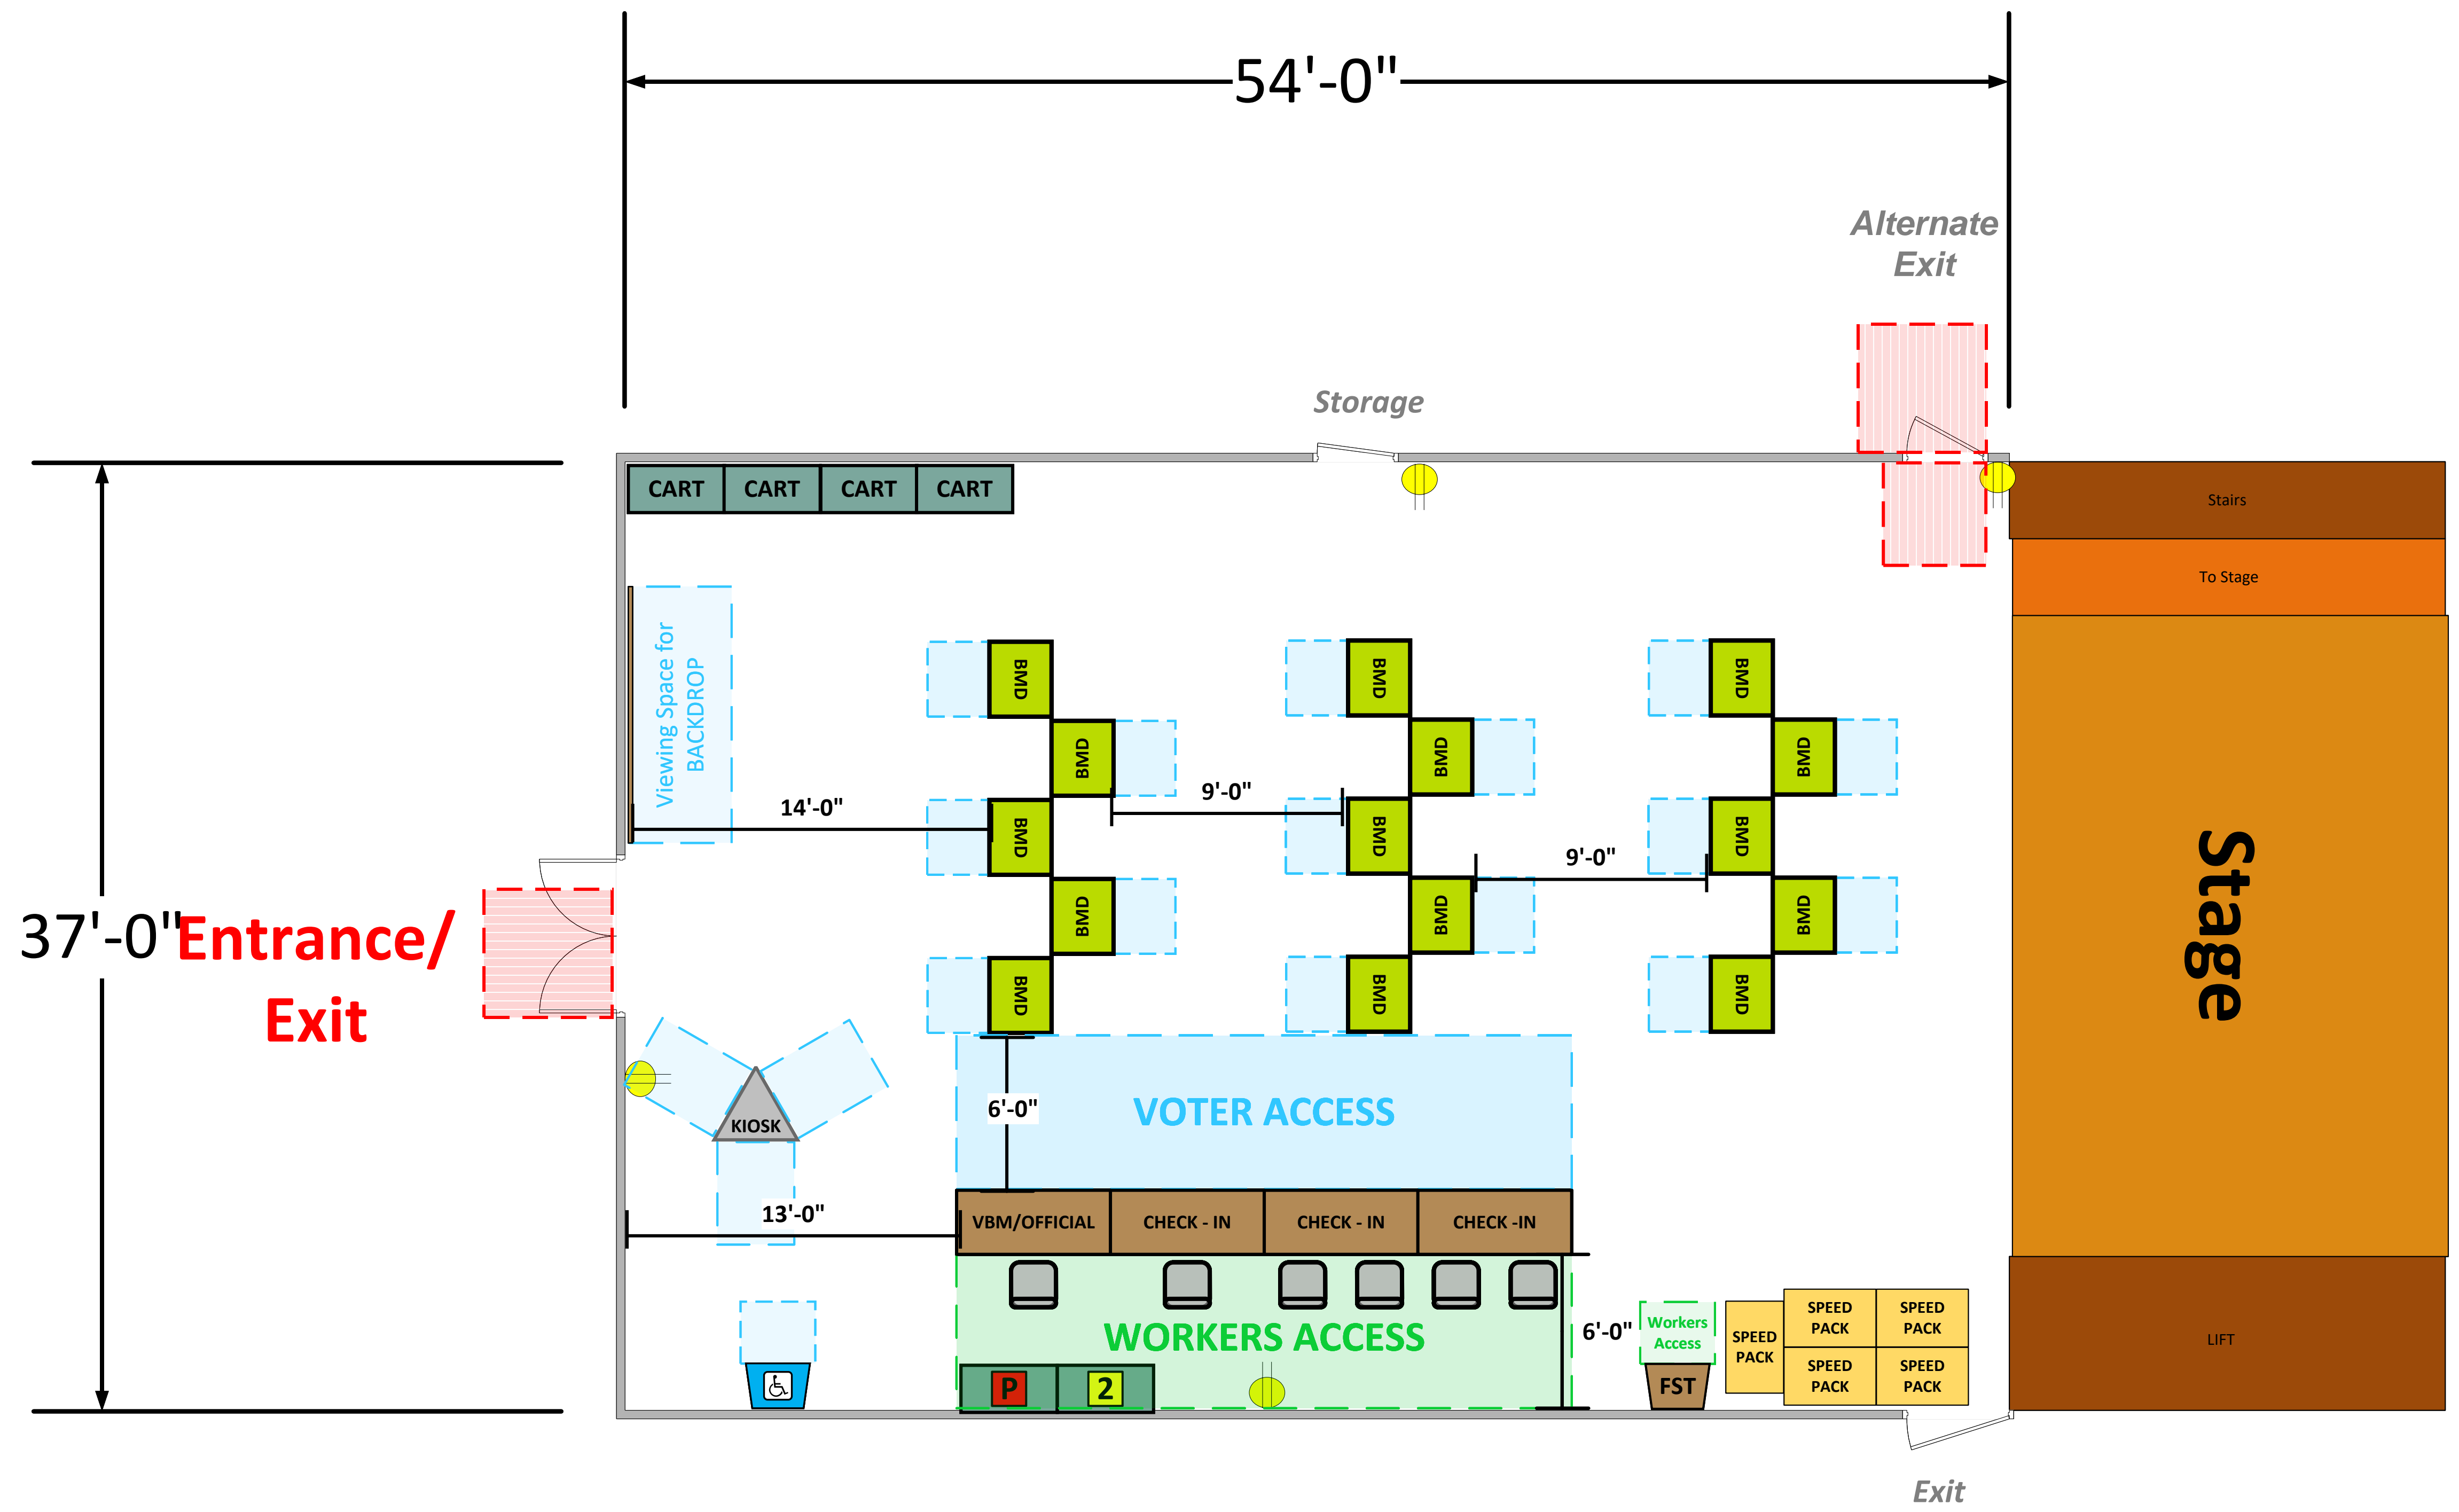 54'-0"
Alternate
Exit
Storage
CART CART CART CART
Stairs
To Stage
Viewing Space for
BACKDROP
BMD BMD BMD
BMD BMD BMD
14'-0"
9'-0"
BMD BMD BMD
9'-0"
BMD BMD BMD
BMD BMD BMD
Stage
37'-0"
Entrance/
Exit
KIOSK
6'-0"
VOTER ACCESS
13'-0"
VBM/OFFICIAL CHECK - IN CHECK - IN CHECK -IN
WORKERS ACCESS
6'-0"
Workers
Access
SPEED
PACK
SPEED
PACK
SPEED
PACK
SPEED
PACK
SPEED
PACK
LIFT
P 2
FST
Exit